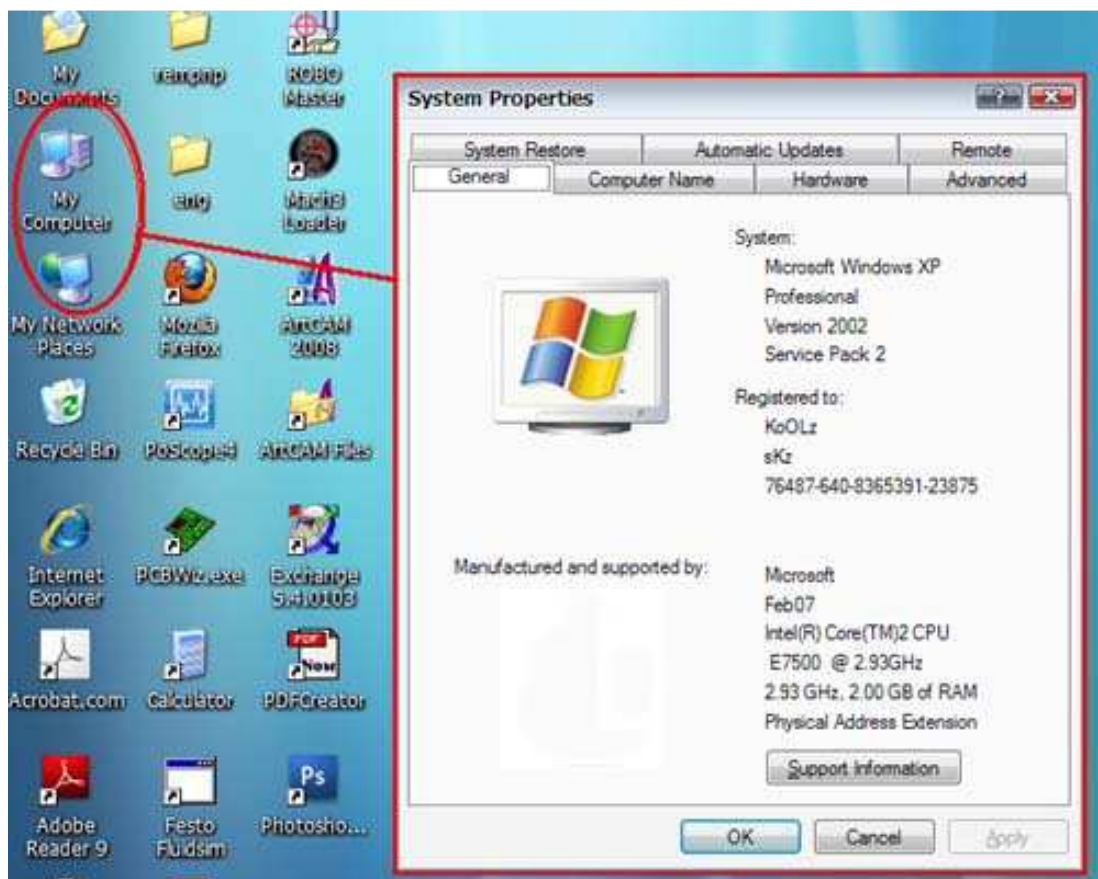 My
Documents
rempnp
ROBO
Master
My
Computer
eng
Mach3
Loader
My Network
Places
Mozilla
Firefox
ArtCAM
2008
Recycle Bin
PoScope4
ArtCAM Files
Internet
Explorer
PCBWiz.exe
Exchange
5.4.0103
Acrobat.com
Calculator
PDF
Now
PDFCreator
Adobe
Reader 9
Festo
Fluidsim
Ps
Photosho...
System Properties
System Restore
Automatic Updates
Remote
General
Computer Name
Hardware
Advanced
System:
Microsoft Windows XP
Professional
Version 2002
Service Pack 2
Registered to:
KoOLz
sKz
76487-640-8365391-23875
Manufactured and supported by:
Microsoft
Feb07
Intel(R) Core(TM)2 CPU
E7500 @ 2.93GHz
2.93 GHz, 2.00 GB of RAM
Physical Address Extension
Support Information
OK
Cancel
Apply